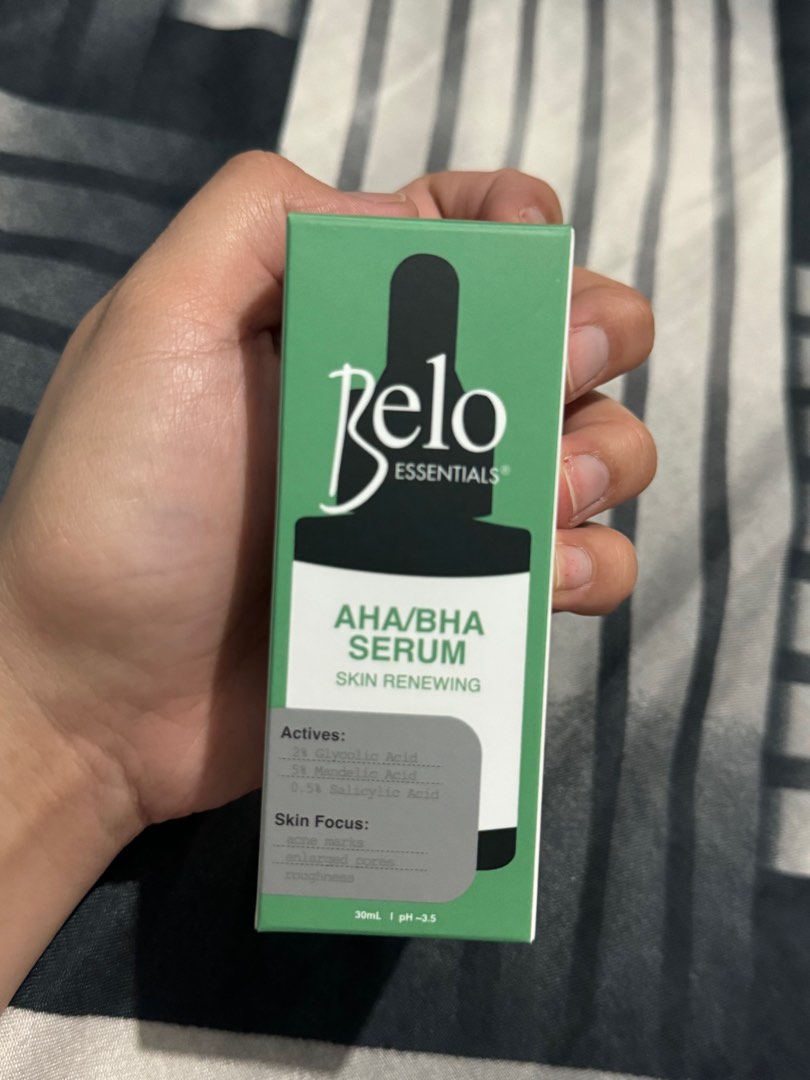 Belo
ESSENTIALS®
AHA/BHA
SERUM
SKIN RENEWING
Actives:
2% Glycolic Acid
5% Mandelic Acid
0.5% Salicylic Acid
Skin Focus:
acne marks
enlarged pores
roughness
30mL | pH ~3.5